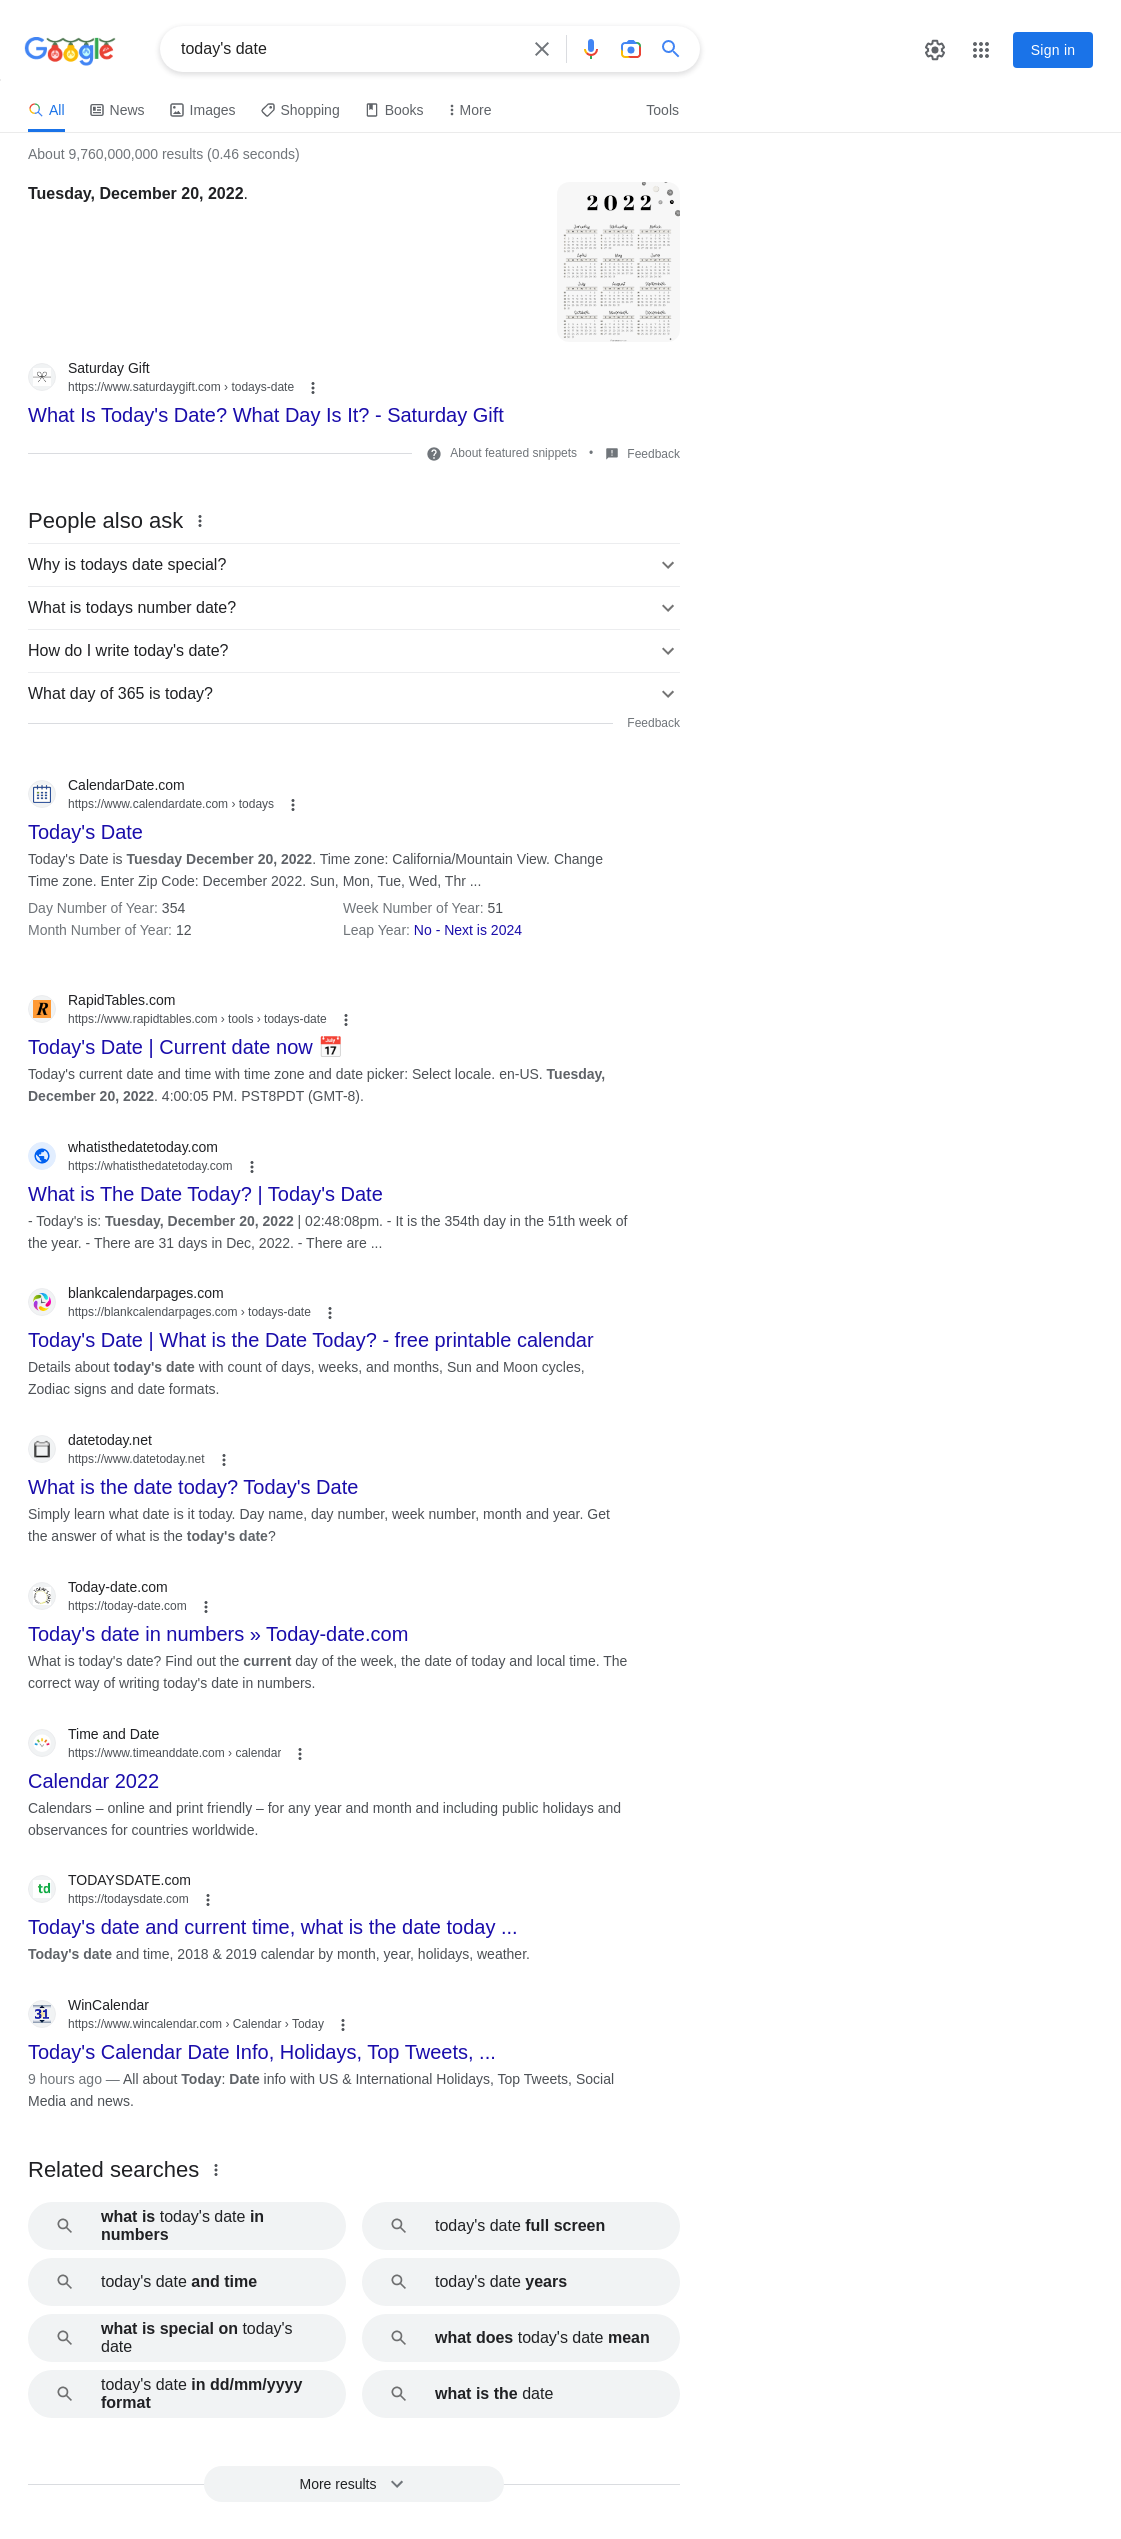 Google
today's date
Sign in
All
News
Images
Shopping
Books
More
Tools
About 9,760,000,000 results (0.46 seconds)
Tuesday, December 20, 2022.
2022
Saturday Gift
https://www.saturdaygift.com › todays-date
What Is Today's Date? What Day Is It? - Saturday Gift
About featured snippets • Feedback
People also ask
Why is todays date special?
What is todays number date?
How do I write today's date?
What day of 365 is today?
Feedback
CalendarDate.com
https://www.calendardate.com › todays
Today's Date
Today's Date is Tuesday December 20, 2022. Time zone: California/Mountain View. Change
Time zone. Enter Zip Code: December 2022. Sun, Mon, Tue, Wed, Thr ...
Day Number of Year: 354
Week Number of Year: 51
Month Number of Year: 12
Leap Year: No - Next is 2024
R
RapidTables.com
https://www.rapidtables.com › tools › todays-date
Today's Date | Current date now 📅
Today's current date and time with time zone and date picker: Select locale. en-US. Tuesday,
December 20, 2022. 4:00:05 PM. PST8PDT (GMT-8).
whatisthedatetoday.com
https://whatisthedatetoday.com
What is The Date Today? | Today's Date
- Today's is: Tuesday, December 20, 2022 | 02:48:08pm. - It is the 354th day in the 51th week of
the year. - There are 31 days in Dec, 2022. - There are ...
blankcalendarpages.com
https://blankcalendarpages.com › todays-date
Today's Date | What is the Date Today? - free printable calendar
Details about today's date with count of days, weeks, and months, Sun and Moon cycles,
Zodiac signs and date formats.
datetoday.net
https://www.datetoday.net
What is the date today? Today's Date
Simply learn what date is it today. Day name, day number, week number, month and year. Get
the answer of what is the today's date?
Today-date.com
https://today-date.com
Today's date in numbers » Today-date.com
What is today's date? Find out the current day of the week, the date of today and local time. The
correct way of writing today's date in numbers.
Time and Date
https://www.timeanddate.com › calendar
Calendar 2022
Calendars – online and print friendly – for any year and month and including public holidays and
observances for countries worldwide.
td
TODAYSDATE.com
https://todaysdate.com
Today's date and current time, what is the date today ...
Today's date and time, 2018 & 2019 calendar by month, year, holidays, weather.
31
WinCalendar
https://www.wincalendar.com › Calendar › Today
Today's Calendar Date Info, Holidays, Top Tweets, ...
9 hours ago — All about Today: Date info with US & International Holidays, Top Tweets, Social
Media and news.
Related searches
what is today's date in
numbers
today's date full screen
today's date and time
today's date years
what is special on today's
date
what does today's date mean
today's date in dd/mm/yyyy
format
what is the date
More results